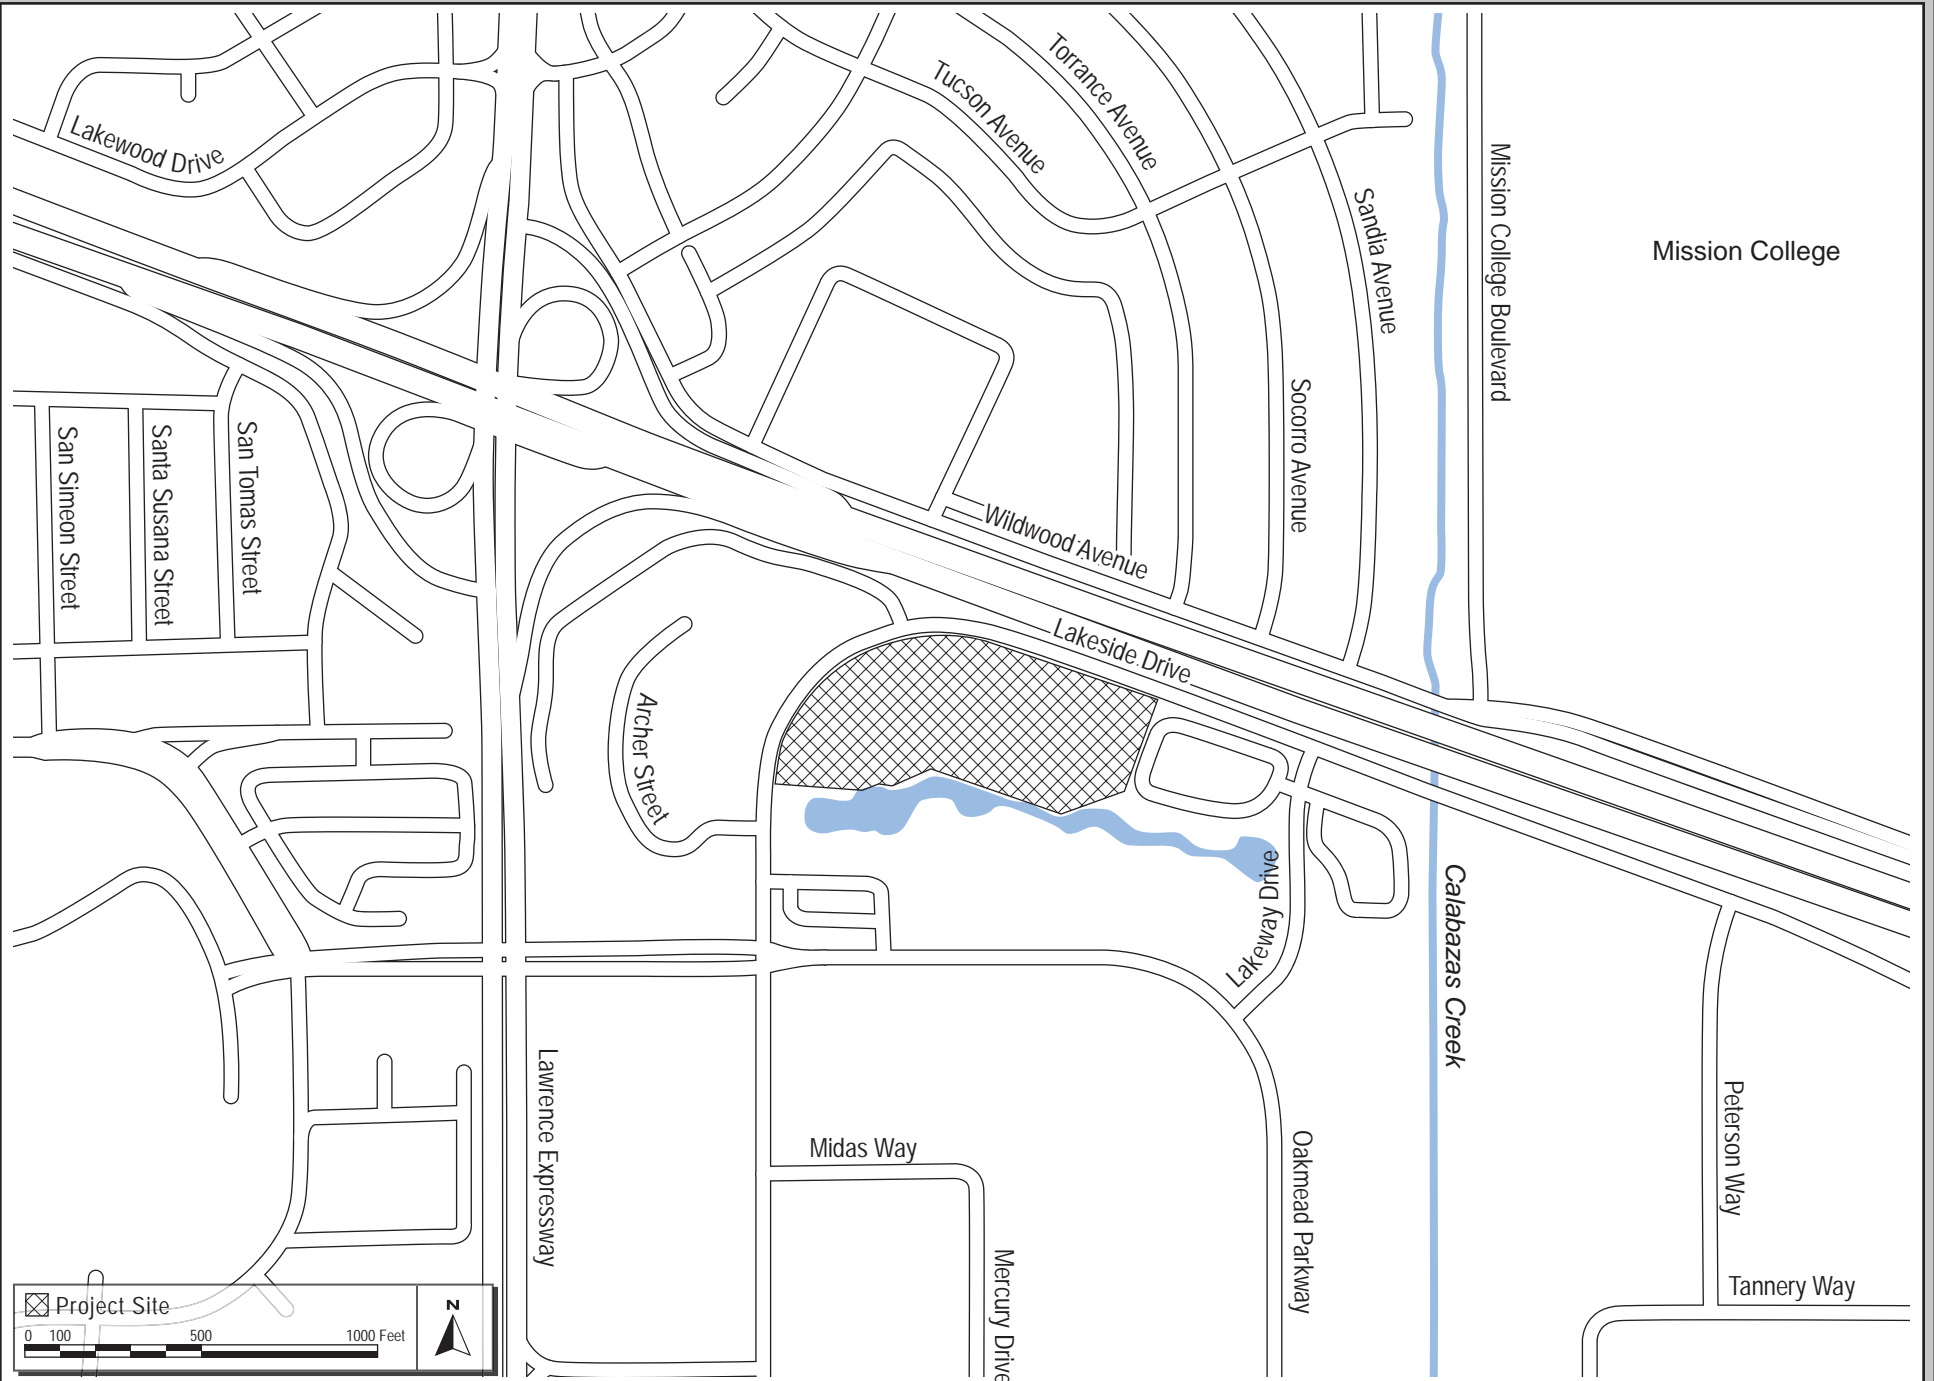 Lakewood Drive
Tucson Avenue
Torrance Avenue
Sandia Avenue
Mission College Boulevard
Mission College
San Simeon Street
Santa Susana Street
San Tomas Street
Socorro Avenue
Wildwood Avenue
Lakeside Drive
Archer Street
Lakeway Drive
Calabazas Creek
Lawrence Expressway
Midas Way
Mercury Drive
Oakmead Parkway
Peterson Way
Tannery Way
Project Site
0 100 500 1000 Feet
N